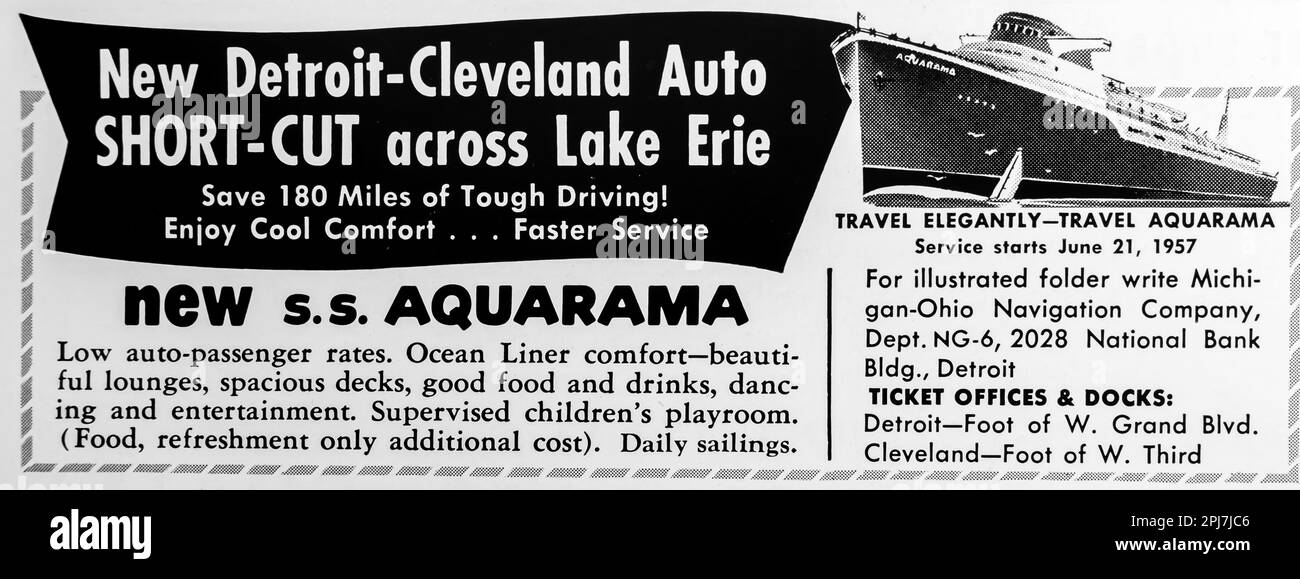 New Detroit-Cleveland Auto
SHORT-CUT across Lake Erie
Save 180 Miles of Tough Driving!
Enjoy Cool Comfort . . . Faster Service
new s.s. AQUARAMA
Low auto-passenger rates. Ocean Liner comfort—beauti-
ful lounges, spacious decks, good food and drinks, danc-
ing and entertainment. Supervised children's playroom.
(Food, refreshment only additional cost). Daily sailings.
AQUARAMA
TRAVEL ELEGANTLY—TRAVEL AQUARAMA
Service starts June 21, 1957
For illustrated folder write Michi-
gan-Ohio Navigation Company,
Dept. NG-6, 2028 National Bank
Bldg., Detroit
TICKET OFFICES & DOCKS:
Detroit—Foot of W. Grand Blvd.
Cleveland—Foot of W. Third
alamy
Image ID: 2PJ7JC6
www.alamy.com